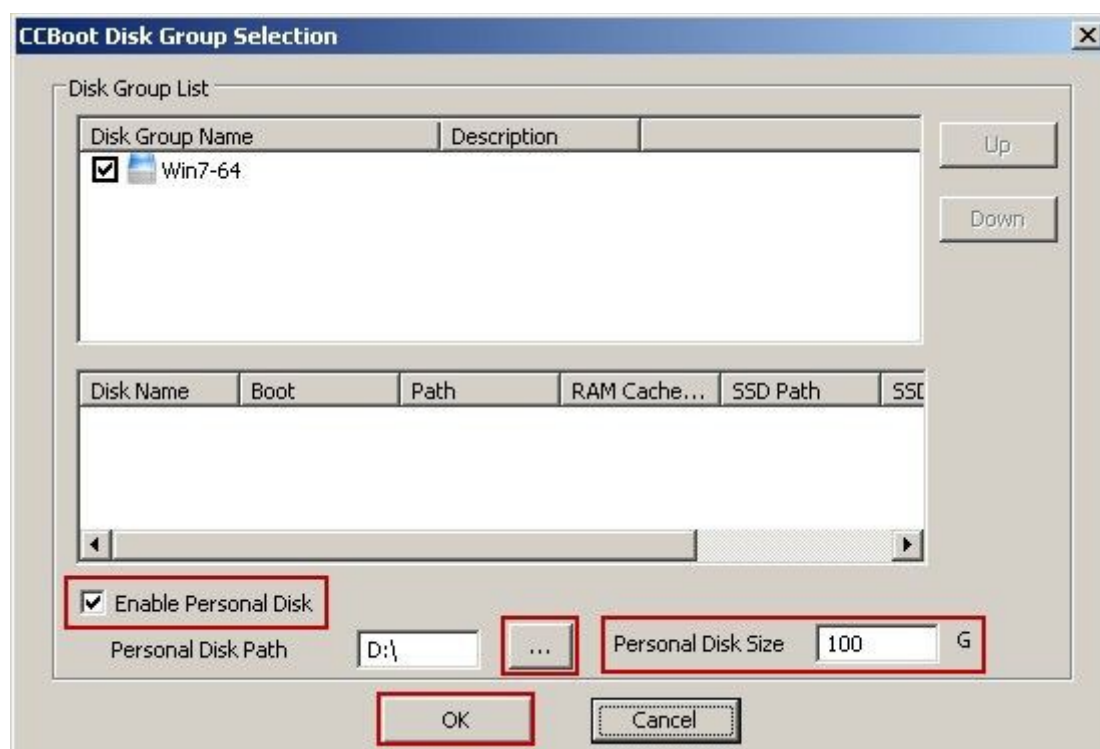 CCBoot Disk Group Selection
Disk Group List
Disk Group Name Description
Up
Win7-64
Down
Disk Name Boot Path RAM Cache... SSD Path SSD
Enable Personal Disk
Personal Disk Path D:\ ... Personal Disk Size 100 G
OK Cancel